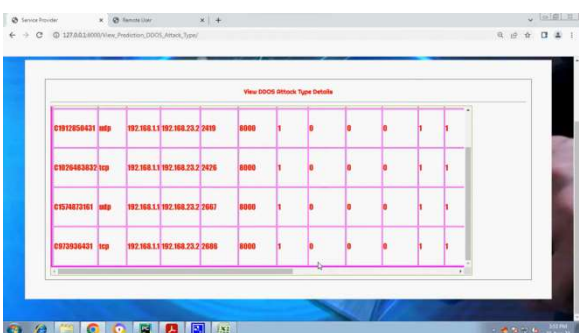 Service Provider
Remote User
127.0.0.1:8000/View_Prediction_DDOS_Attack_Type/
View DDOS Attack Type Details
C1912850431 udp 192.168.1.1 192.168.23.2 2419 8000 1 0 0 0 1 1
C1026463832 tcp 192.168.1.1 192.168.23.2 2426 8000 1 0 0 0 1 1
C1574873161 udp 192.168.1.1 192.168.23.2 2667 8000 1 0 0 0 1 1
C973936431 tcp 192.168.1.1 192.168.23.2 2686 8000 1 0 0 0 1 1